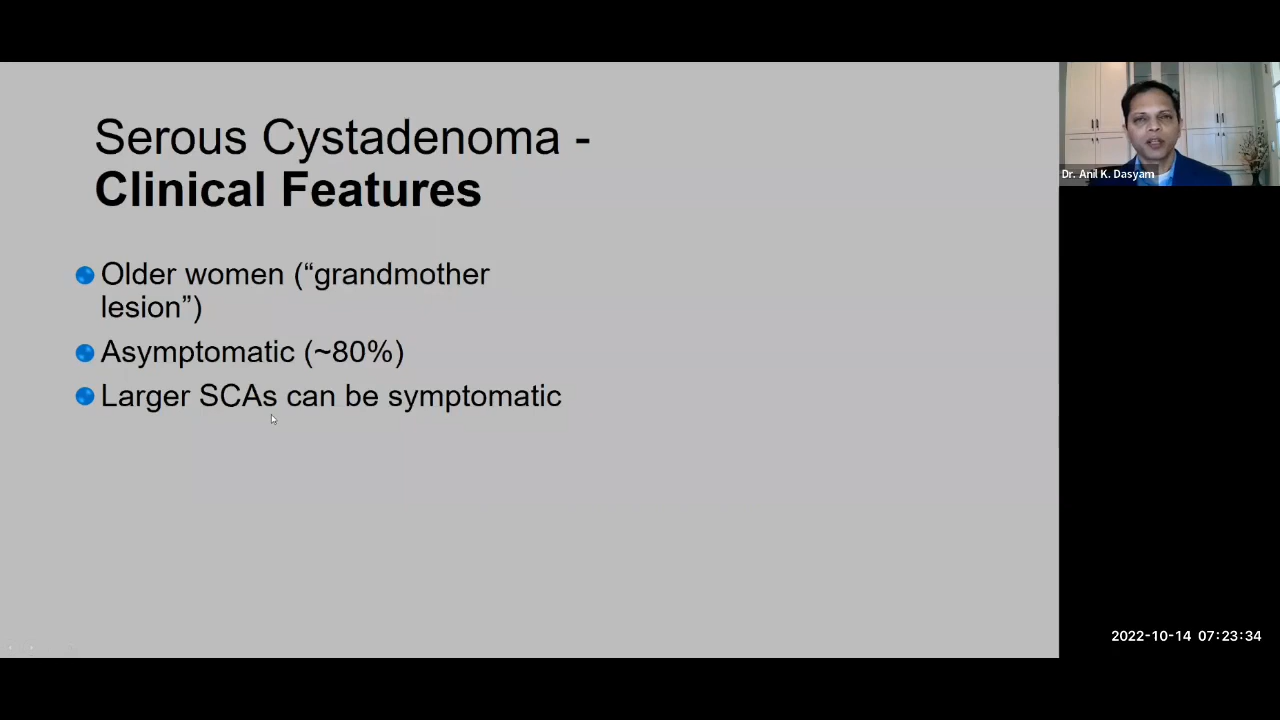 Serous Cystadenoma -
Clinical Features
Older women (“grandmother
lesion”)
Asymptomatic (~80%)
Larger SCAs can be symptomatic
Dr. Anil K. Dasyam
2022-10-14 07:23:34